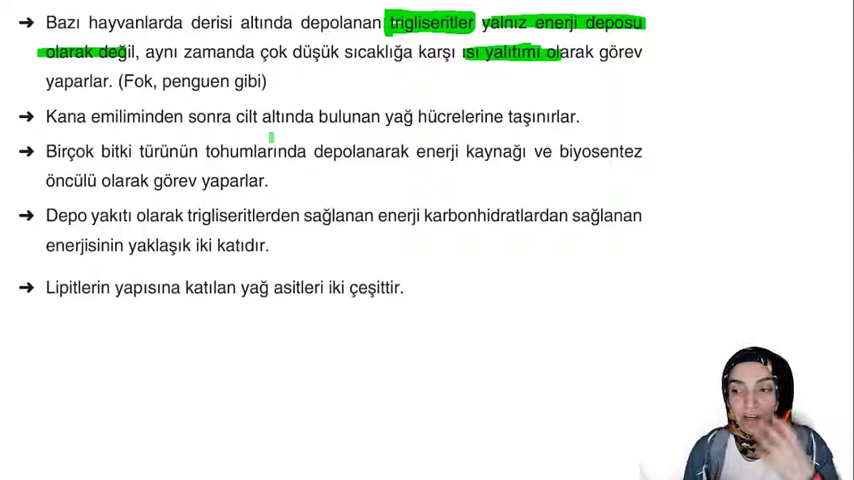 ➜ Bazı hayvanlarda derisi altında depolanan trigliseritler yalnız enerji deposu
olarak değil, aynı zamanda çok düşük sıcaklığa karşı ısı yalıtımı olarak görev
yaparlar. (Fok, penguen gibi)
➜ Kana emiliminden sonra cilt altında bulunan yağ hücrelerine taşınırlar.
➜ Birçok bitki türünün tohumlarında depolanarak enerji kaynağı ve biyosentez
öncülü olarak görev yaparlar.
➜ Depo yakıtı olarak trigliseritlerden sağlanan enerji karbonhidratlardan sağlanan
enerjisinin yaklaşık iki katıdır.
➜ Lipitlerin yapısına katılan yağ asitleri iki çeşittir.